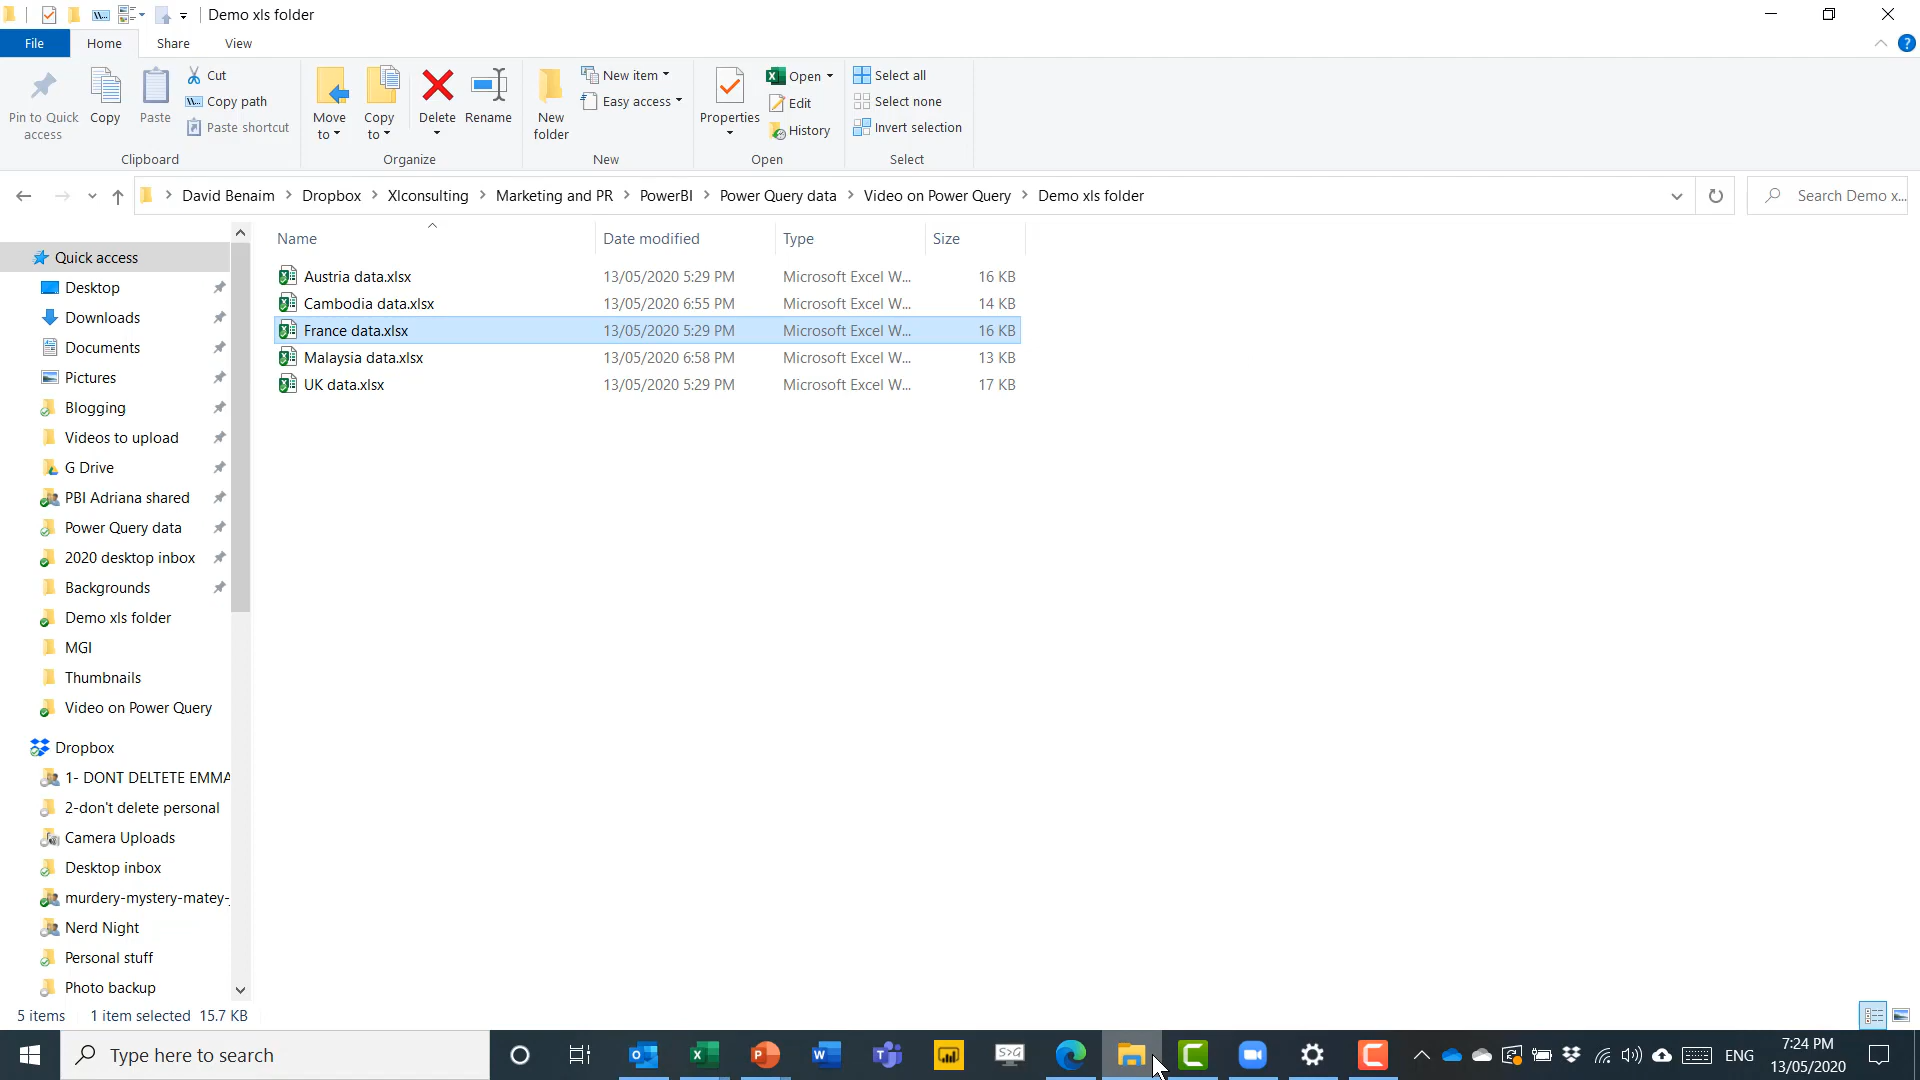 Demo xls folder
File Home Share View
Pin to Quick access
Copy
Paste
Cut
Copy path
Paste shortcut
Clipboard
Move to
Copy to
Delete
Rename
Organize
New folder
New item
Easy access
New
Properties
Open
Edit
History
Open
Select all
Select none
Invert selection
Select
David Benaim > Dropbox > Xlconsulting > Marketing and PR > PowerBI > Power Query data > Video on Power Query > Demo xls folder
Search Demo x...
Name Date modified Type Size
Austria data.xlsx 13/05/2020 5:29 PM Microsoft Excel W... 16 KB
Cambodia data.xlsx 13/05/2020 6:55 PM Microsoft Excel W... 14 KB
France data.xlsx 13/05/2020 5:29 PM Microsoft Excel W... 16 KB
Malaysia data.xlsx 13/05/2020 6:58 PM Microsoft Excel W... 13 KB
UK data.xlsx 13/05/2020 5:29 PM Microsoft Excel W... 17 KB
Quick access
Desktop
Downloads
Documents
Pictures
Blogging
Videos to upload
G Drive
PBI Adriana shared
Power Query data
2020 desktop inbox
Backgrounds
Demo xls folder
MGI
Thumbnails
Video on Power Query
Dropbox
1- DONT DELTETE EMMA
2-don't delete personal
Camera Uploads
Desktop inbox
murdery-mystery-matey-
Nerd Night
Personal stuff
Photo backup
5 items 1 item selected 15.7 KB
Type here to search
S>G
ENG
7:24 PM
13/05/2020